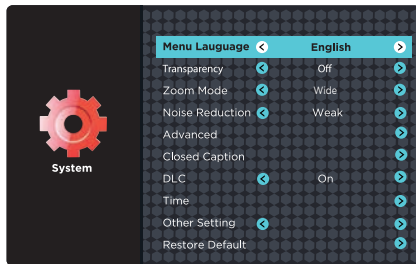 Menu Lauguage English
Transparency Off
Zoom Mode Wide
Noise Reduction Weak
Advanced
Closed Caption
System
DLC On
Time
Other Setting
Restore Default